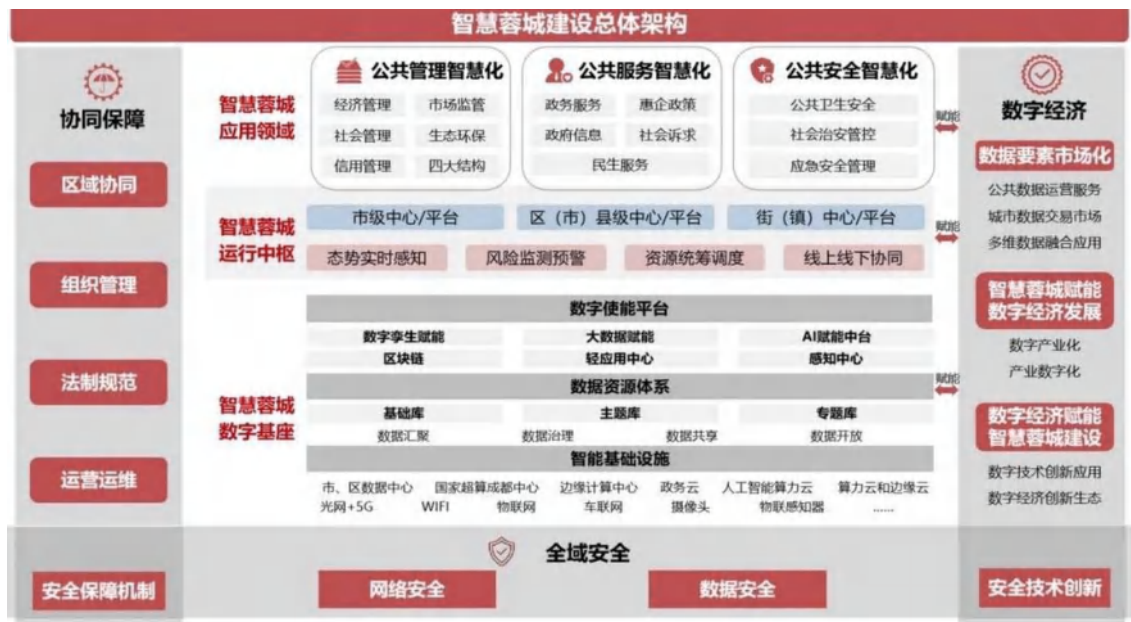 智慧蓉城建设总体架构
协同保障
区域协同
组织管理
法制规范
运营运维
智慧蓉城
应用领域
公共管理智慧化
经济管理 市场监管
社会管理 生态环保
信用管理 四大结构
公共服务智慧化
政务服务 惠企政策
政府信息 社会诉求
民生服务
公共安全智慧化
公共卫生安全
社会治安管控
应急安全管理
赋能
智慧蓉城
运行中枢
市级中心/平台 区（市）县级中心/平台 街（镇）中心/平台
态势实时感知 风险监测预警 资源统筹调度 线上线下协同
赋能
智慧蓉城
数字基座
数字使能平台
数字孪生赋能 大数据赋能 AI赋能中台
区块链 轻应用中心 感知中心
数据资源体系
基础库 主题库 专题库
数据汇聚 数据治理 数据共享 数据开放
智能基础设施
市、区数据中心 国家超算成都中心 边缘计算中心 政务云 人工智能算力云 算力云和边缘云
光网+5G WIFI 物联网 车联网 摄像头 物联感知器 ......
赋能
数字经济
数据要素市场化
公共数据运营服务
城市数据交易市场
多维数据融合应用
智慧蓉城赋能
数字经济发展
数字产业化
产业数字化
数字经济赋能
智慧蓉城建设
数字技术创新应用
数字经济创新生态
全域安全
安全保障机制 网络安全 数据安全 安全技术创新